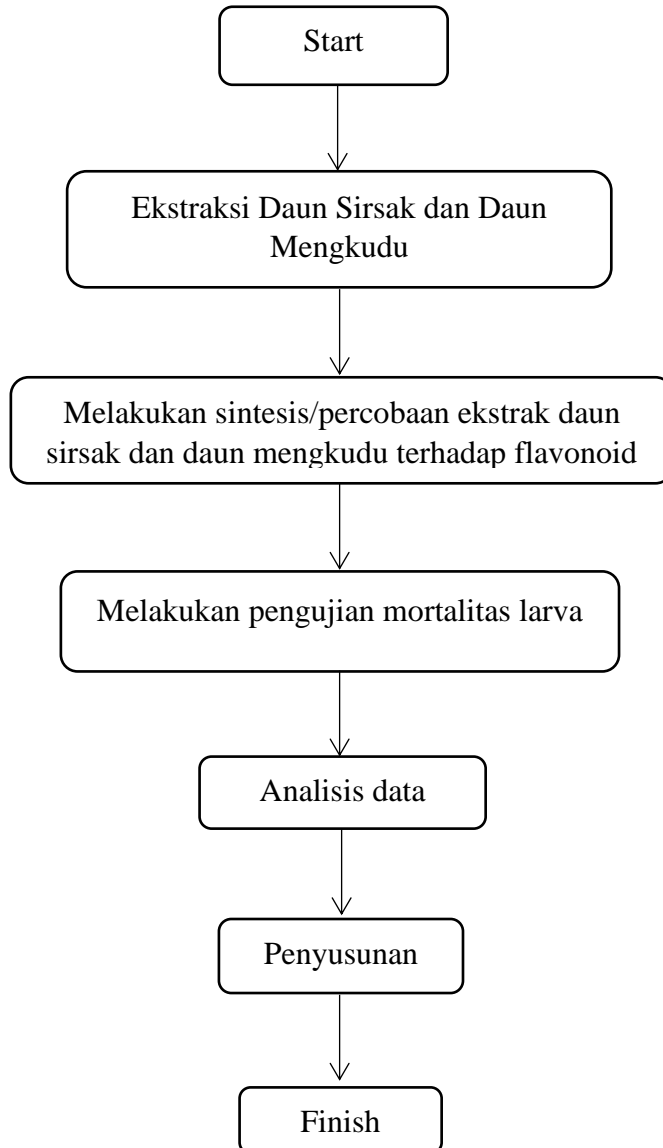 Start
Ekstraksi Daun Sirsak dan Daun
Mengkudu
Melakukan sintesis/percobaan ekstrak daun
sirsak dan daun mengkudu terhadap flavonoid
Melakukan pengujian mortalitas larva
Analisis data
Penyusunan
Finish